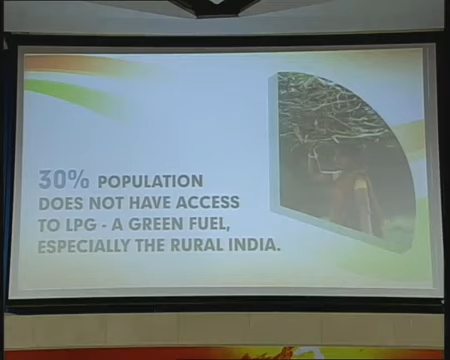 30% POPULATION
DOES NOT HAVE ACCESS
TO LPG - A GREEN FUEL,
ESPECIALLY THE RURAL INDIA.